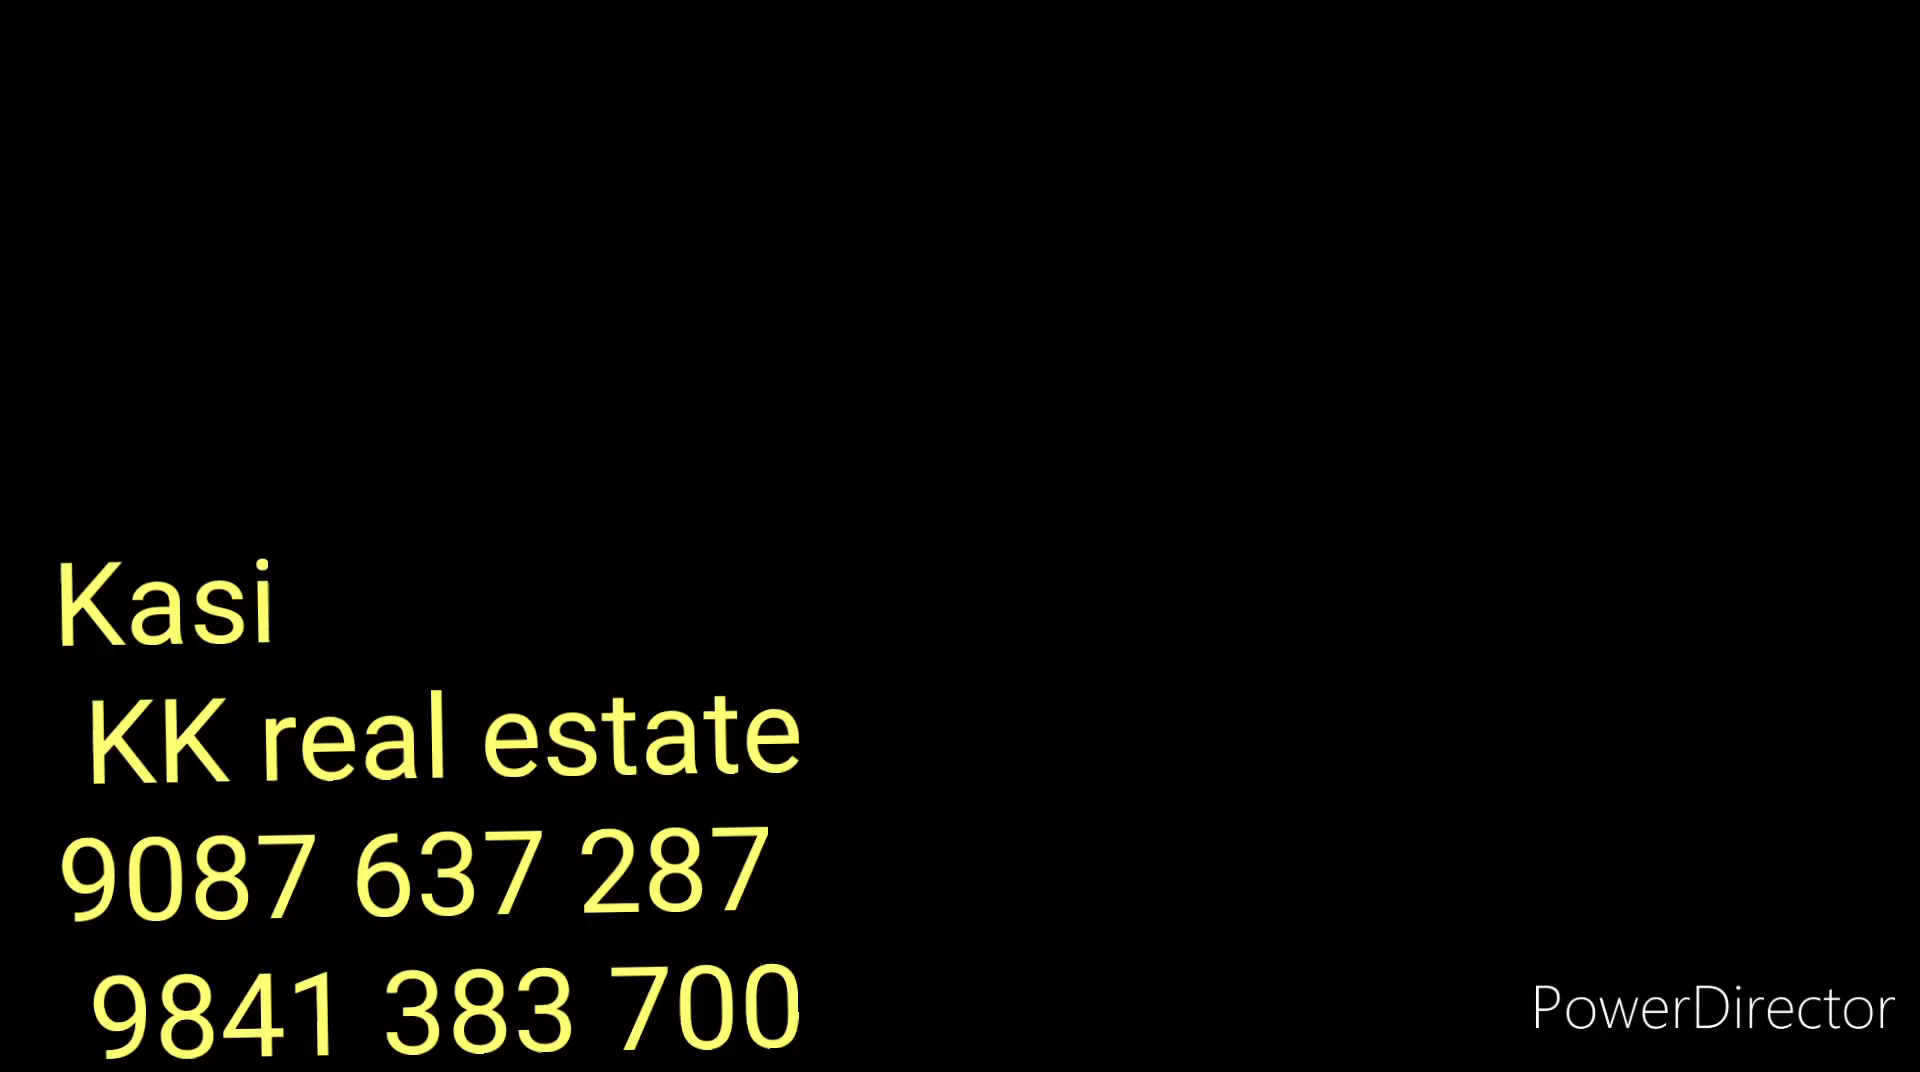 Kasi
KK real estate
9087 637 287
9841 383 700
PowerDirector